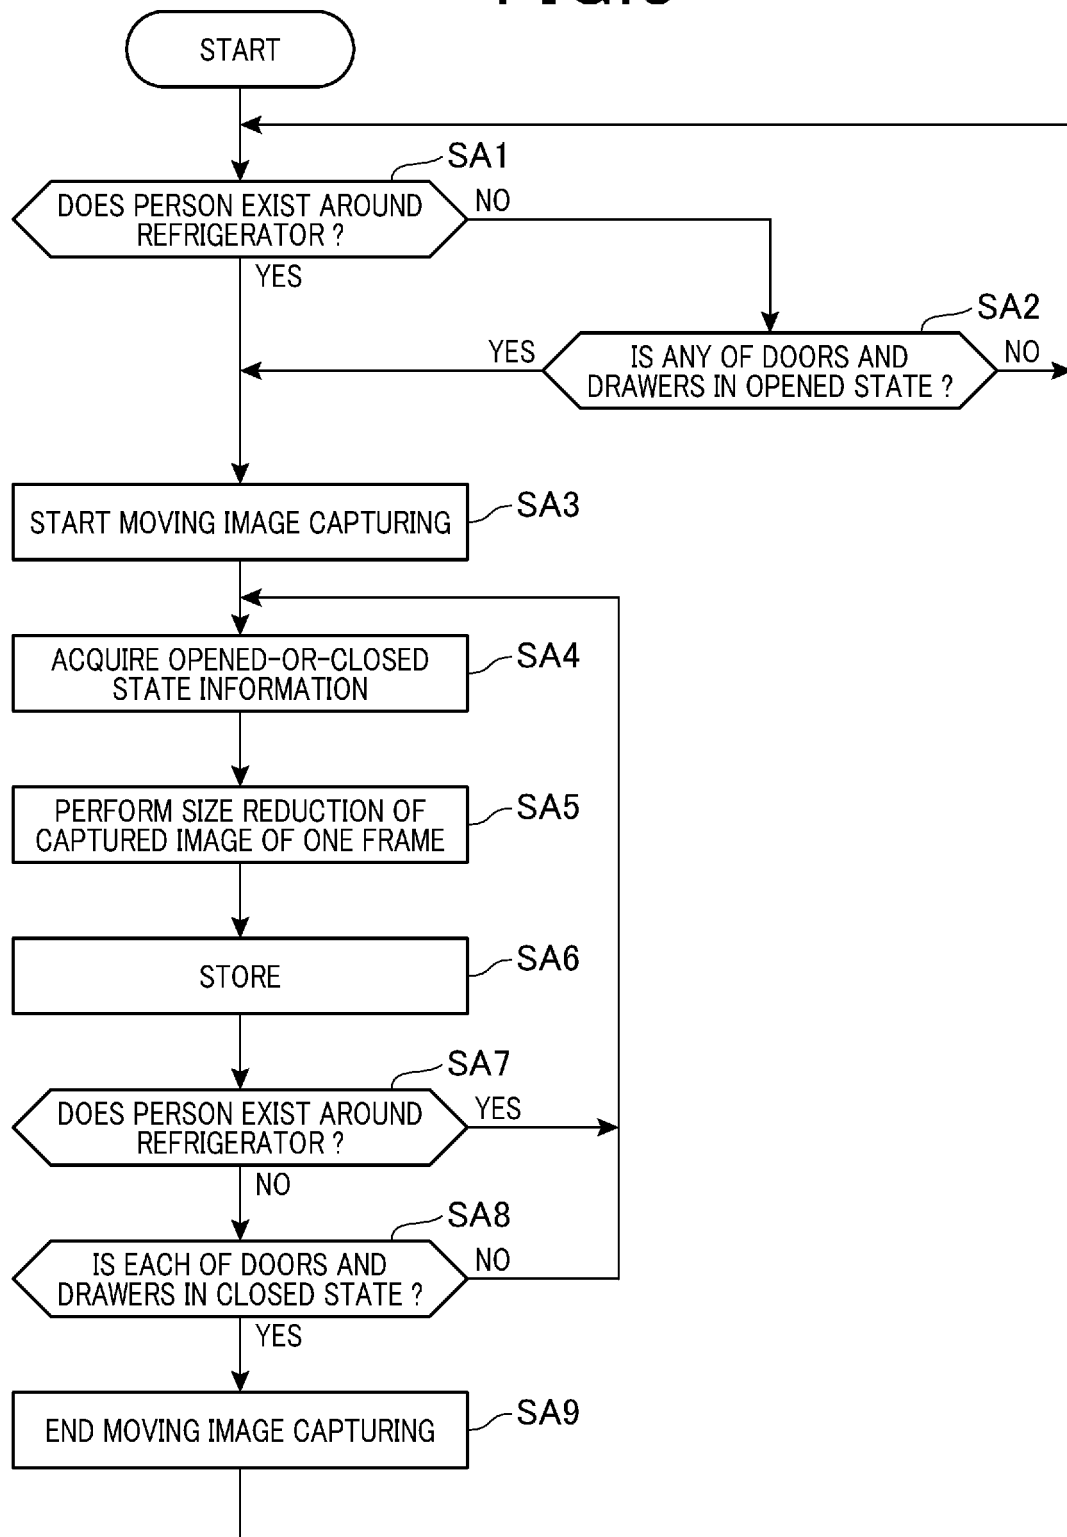 START
SA1
DOES PERSON EXIST AROUND
REFRIGERATOR ?
NO
YES
SA2
IS ANY OF DOORS AND
DRAWERS IN OPENED STATE ?
YES
NO
START MOVING IMAGE CAPTURING
SA3
ACQUIRE OPENED-OR-CLOSED
STATE INFORMATION
SA4
PERFORM SIZE REDUCTION OF
CAPTURED IMAGE OF ONE FRAME
SA5
STORE
SA6
SA7
DOES PERSON EXIST AROUND
REFRIGERATOR ?
YES
NO
SA8
IS EACH OF DOORS AND
DRAWERS IN CLOSED STATE ?
NO
YES
END MOVING IMAGE CAPTURING
SA9